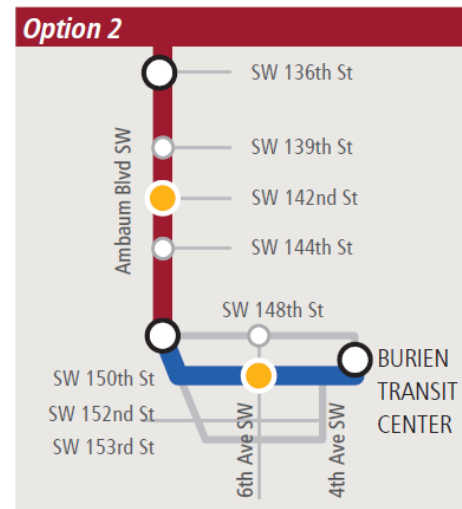 Option 2
SW 136th St
Ambaum Blvd SW
SW 139th St
SW 142nd St
SW 144th St
SW 148th St
BURIEN
TRANSIT
CENTER
SW 150th St
SW 152nd St
SW 153rd St
6th Ave SW
4th Ave SW